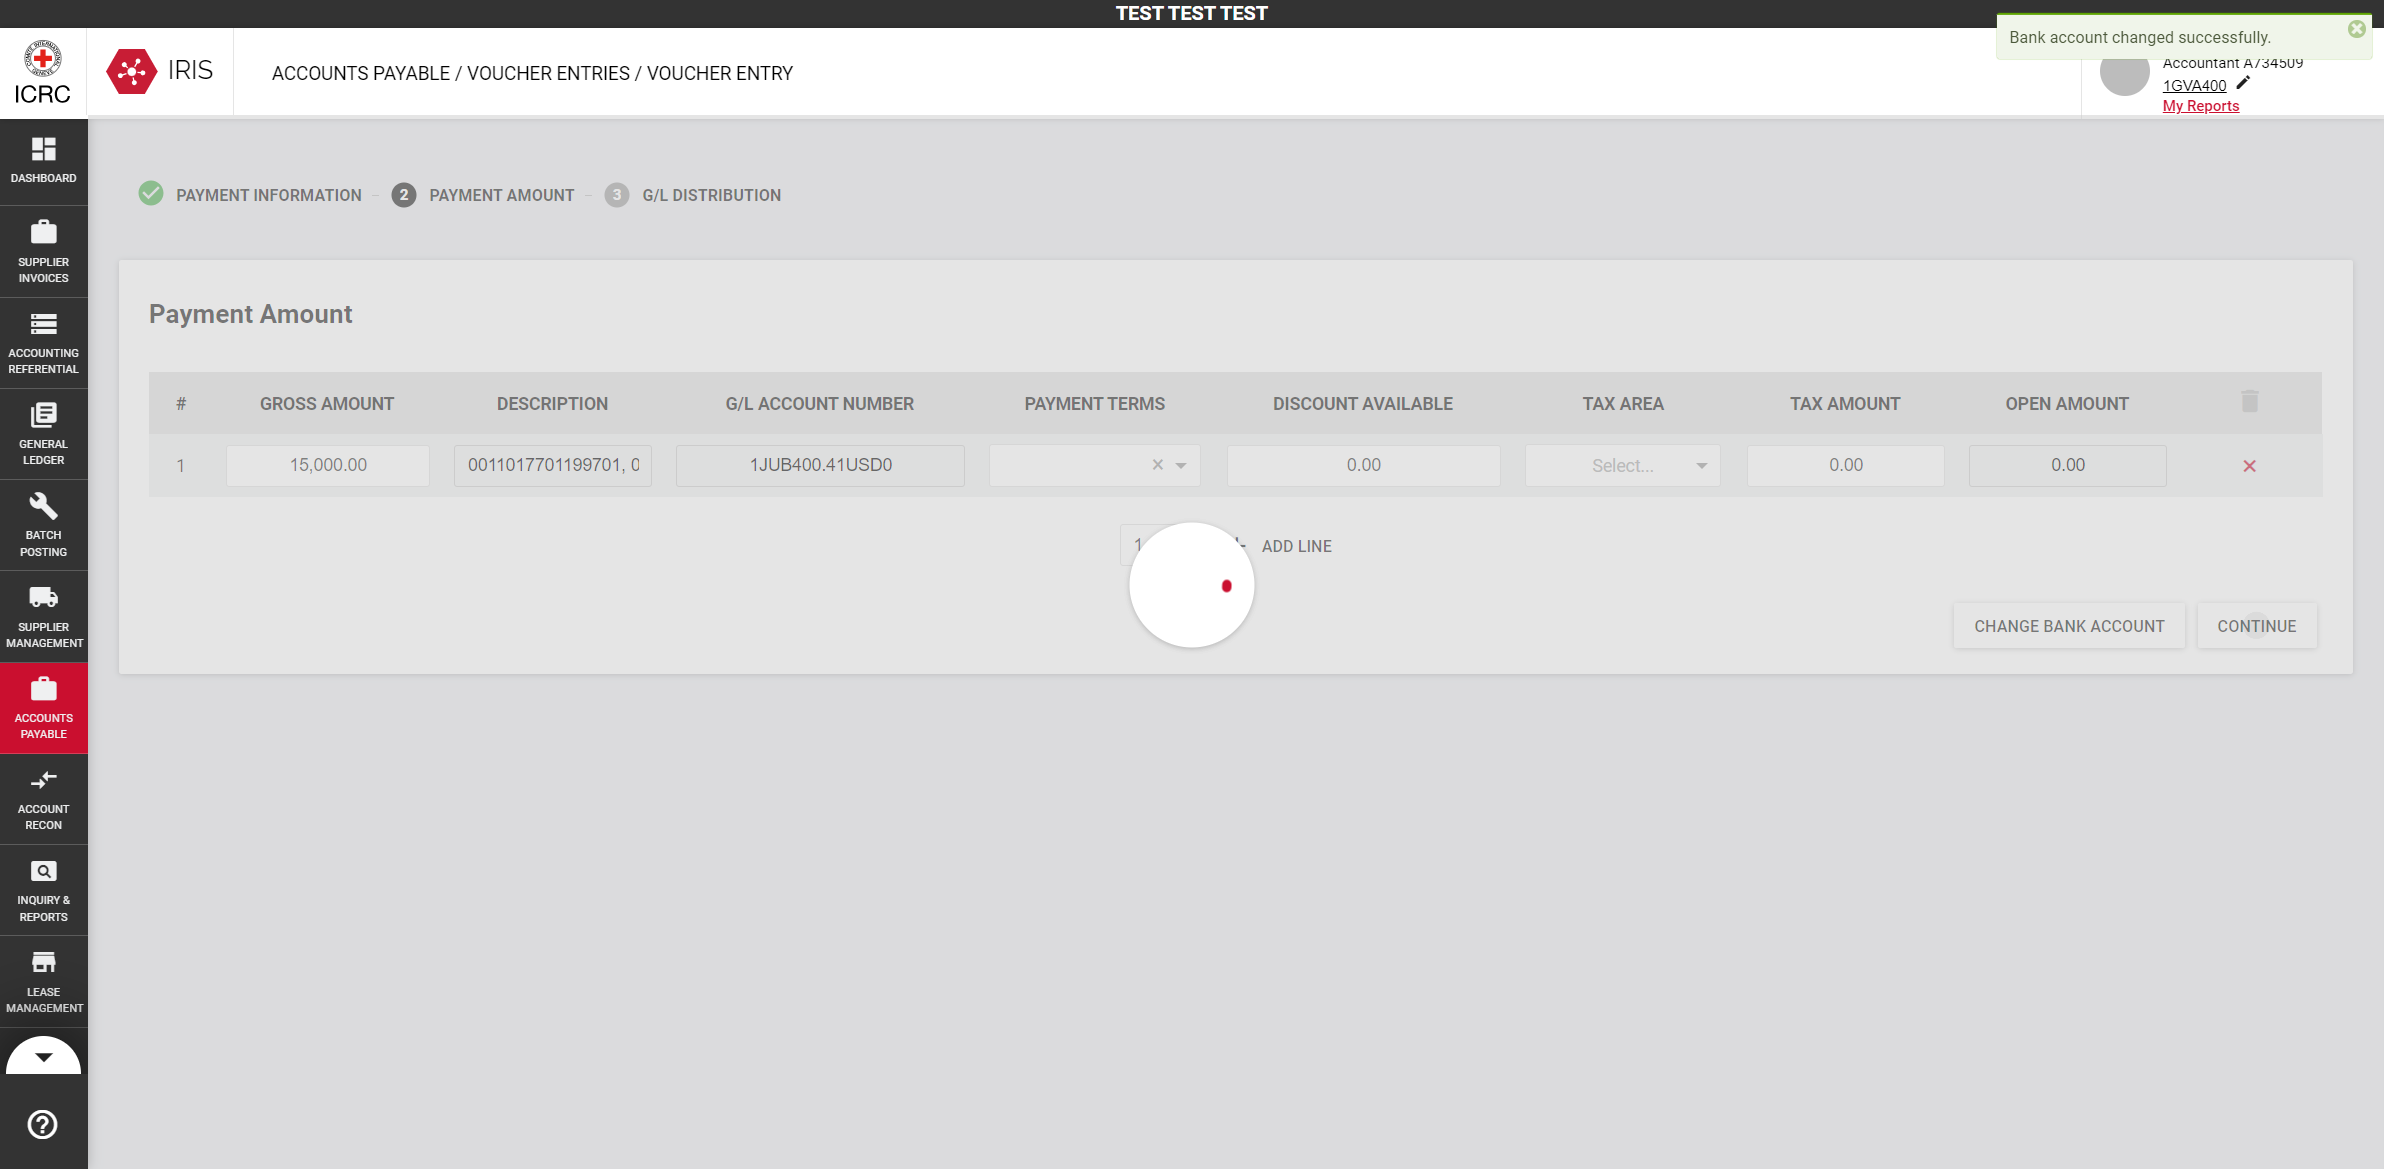 TEST TEST TEST
Bank account changed successfully.
ICRC
IRIS
ACCOUNTS PAYABLE / VOUCHER ENTRIES / VOUCHER ENTRY
Accountant A734509
1GVA400
My Reports
DASHBOARD
SUPPLIER
INVOICES
ACCOUNTING
REFERENTIAL
GENERAL
LEDGER
BATCH
POSTING
SUPPLIER
MANAGEMENT
ACCOUNTS
PAYABLE
ACCOUNT
RECON
INQUIRY &
REPORTS
LEASE
MANAGEMENT
PAYMENT INFORMATION
2 PAYMENT AMOUNT
3 G/L DISTRIBUTION
Payment Amount
# GROSS AMOUNT DESCRIPTION G/L ACCOUNT NUMBER PAYMENT TERMS DISCOUNT AVAILABLE TAX AREA TAX AMOUNT OPEN AMOUNT
1 15,000.00 0011017701199701, 0 1JUB400.41USD0 0.00 Select... 0.00 0.00
1 ADD LINE
CHANGE BANK ACCOUNT CONTINUE